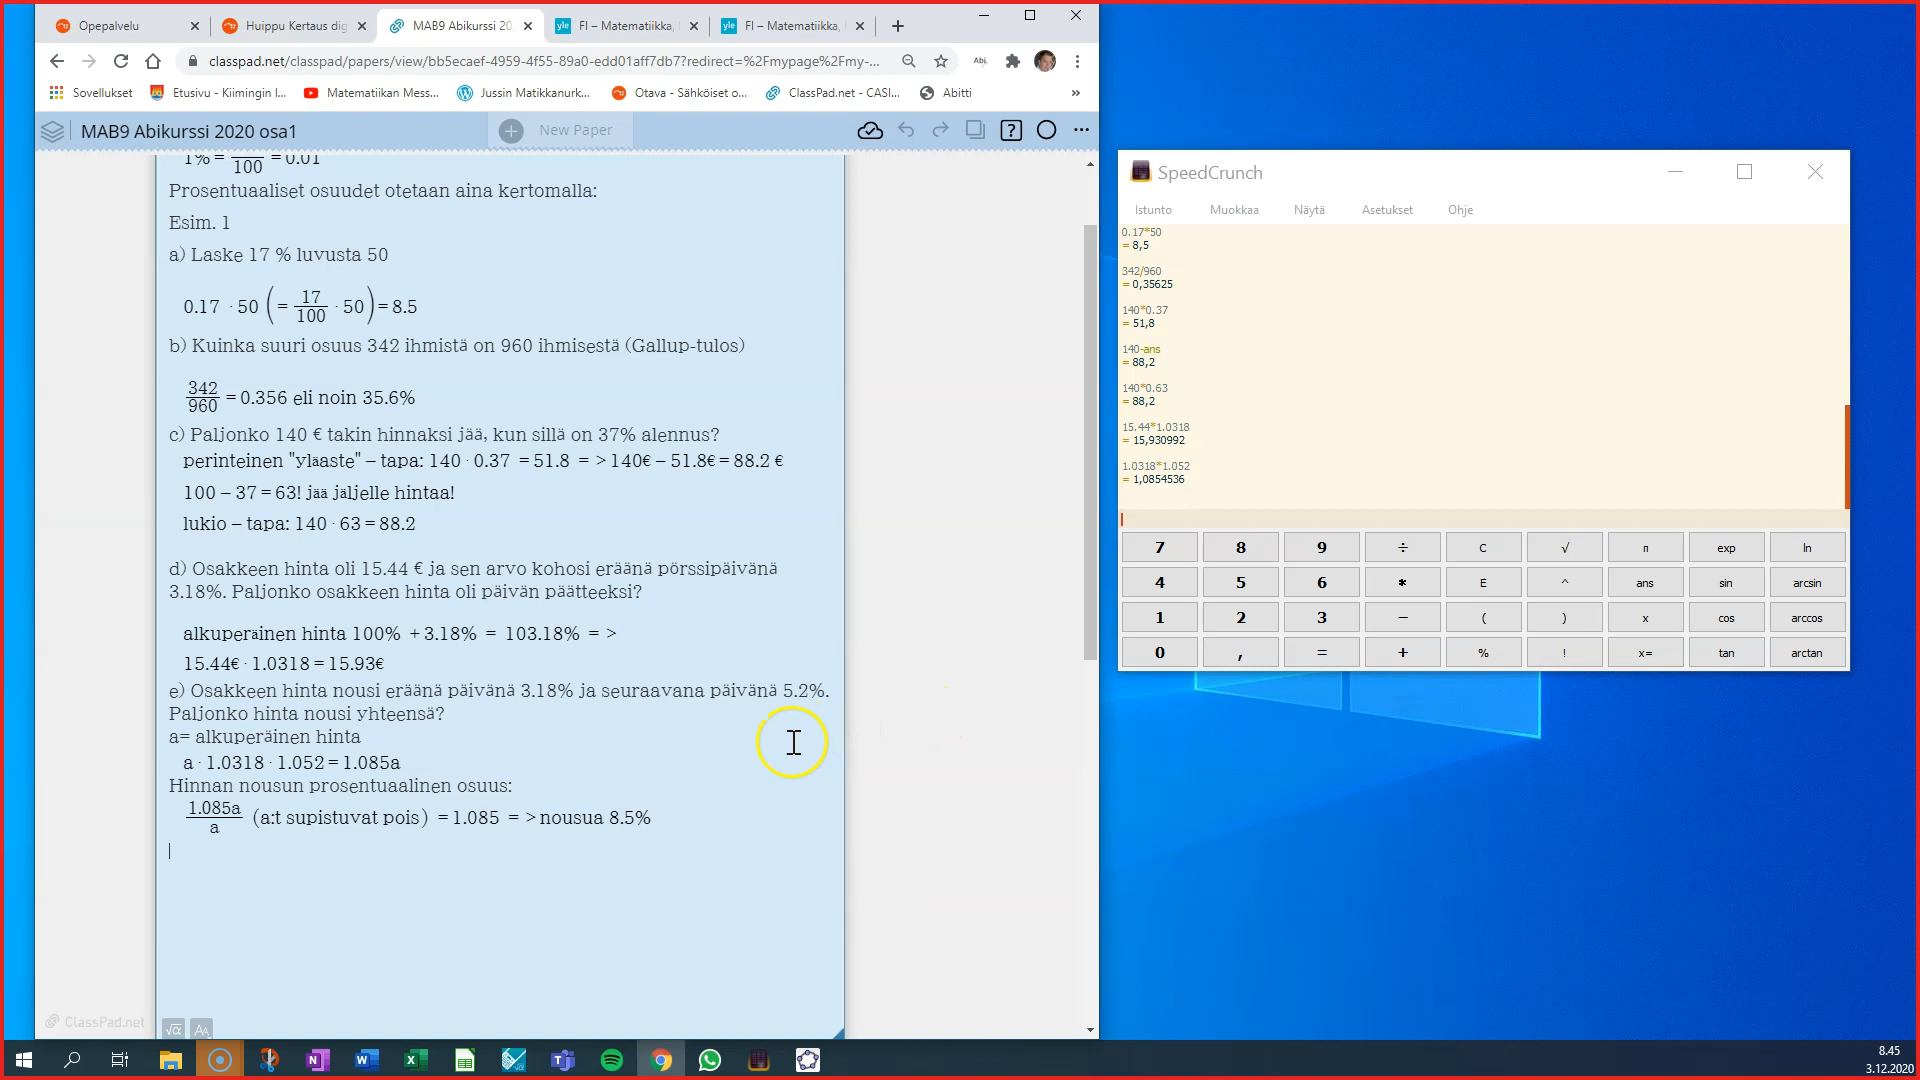 Opepalvelu
Huippu Kertaus dig
MAB9 Abikurssi 20
yle FI – Matematiikka,
yle FI – Matematiikka,
classpad.net/classpad/papers/view/bb5ecaef-4959-4f55-89a0-edd01aff7db7?redirect=%2Fmypage%2Fmy-...
Abi
Sovellukset
Etusivu - Kiimingin l...
Matematiikan Mess...
Jussin Matikkanurk...
Otava - Sähköiset o...
ClassPad.net - CASI...
Abitti
»
MAB9 Abikurssi 2020 osa1
New Paper
1% = /100 = 0.01
Prosentuaaliset osuudet otetaan aina kertomalla:
Esim. 1
a) Laske 17 % luvusta 50
0.17 · 50 (= 17/100 · 50) = 8.5
b) Kuinka suuri osuus 342 ihmistä on 960 ihmisestä (Gallup-tulos)
342/960 = 0.356 eli noin 35.6%
c) Paljonko 140 € takin hinnaksi jää, kun sillä on 37% alennus?
perinteinen "yläaste" – tapa: 140 · 0.37 = 51.8 = > 140€ – 51.8€ = 88.2 €
100 – 37 = 63! jää jäljelle hintaa!
lukio – tapa: 140 · 63 = 88.2
d) Osakkeen hinta oli 15.44 € ja sen arvo kohosi eräänä pörssipäivänä
3.18%. Paljonko osakkeen hinta oli päivän päätteeksi?
alkuperäinen hinta 100% + 3.18% = 103.18% = >
15.44€ · 1.0318 = 15.93€
e) Osakkeen hinta nousi eräänä päivänä 3.18% ja seuraavana päivänä 5.2%.
Paljonko hinta nousi yhteensä?
a= alkuperäinen hinta
a · 1.0318 · 1.052 = 1.085a
Hinnan nousun prosentuaalinen osuus:
1.085a/a (a:t supistuvat pois) = 1.085 = > nousua 8.5%
ClassPad.net
SpeedCrunch
Istunto Muokkaa Näytä Asetukset Ohje
0.17*50
= 8,5
342/960
= 0,35625
140*0.37
= 51,8
140-ans
= 88,2
140*0.63
= 88,2
15.44*1.0318
= 15,930992
1.0318*1.052
= 1,0854536
7 8 9 ÷ C √ π exp ln
4 5 6 * E ^ ans sin arcsin
1 2 3 − ( ) x cos arccos
0 , = + % ! x= tan arctan
8.45
3.12.2020